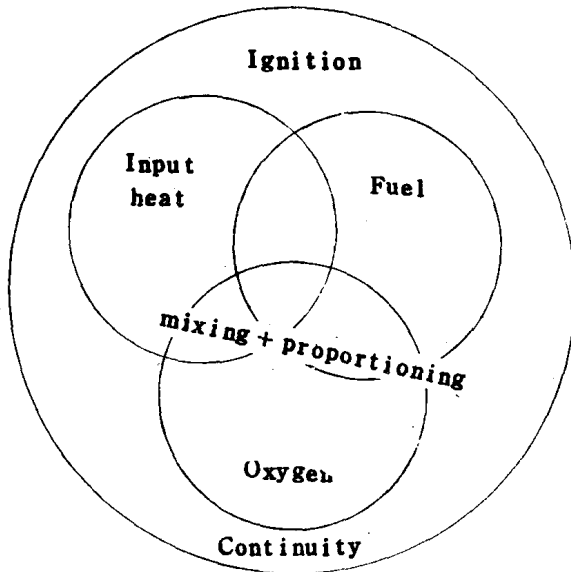 Ignition
Input
heat
Fuel
mixing + proportioning
Oxygen
Continuity